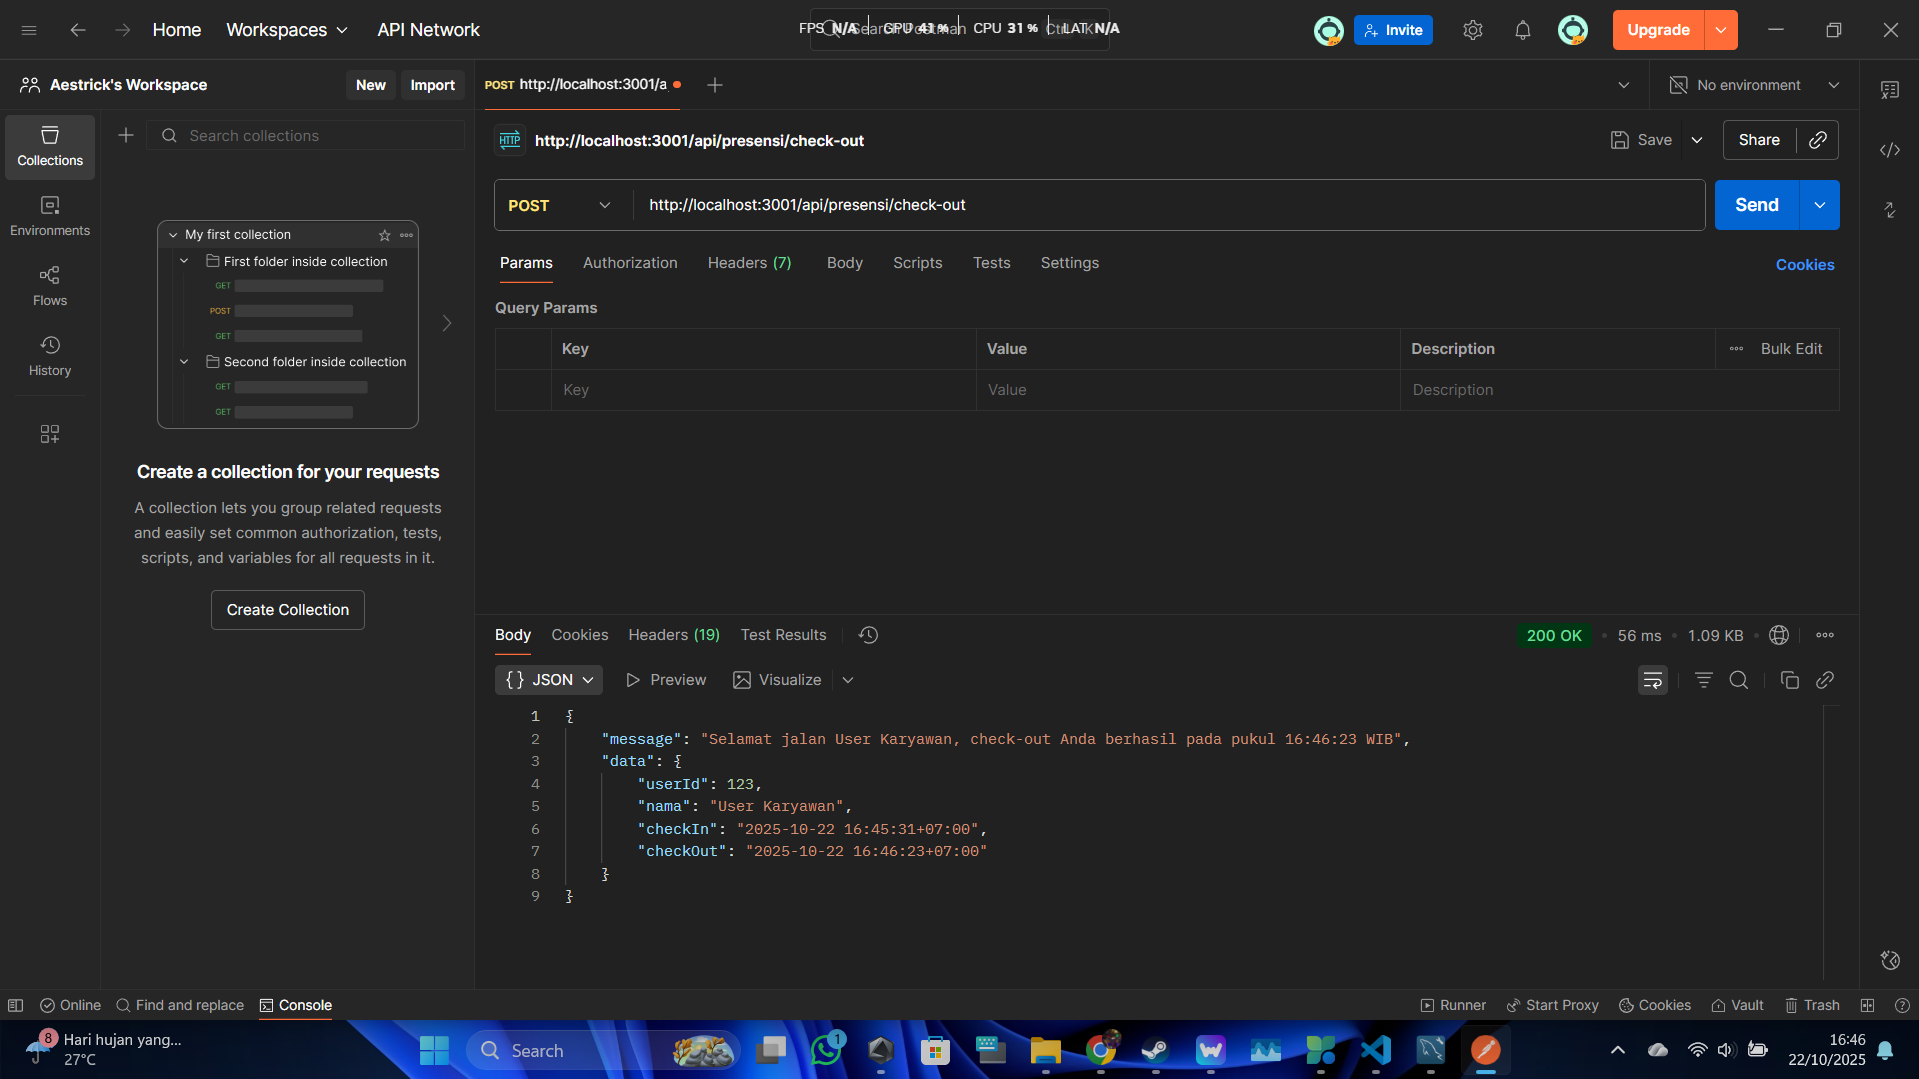 Home
Workspaces
API Network
FPS N/A GPU 41 % CPU 31 % LAT N/A
Search Postman Ctrl K
Invite
Upgrade
Aestrick's Workspace
New
Import
POST http://localhost:3001/a
No environment
Collections
Environments
Flows
History
Search collections
My first collection
First folder inside collection
GET
POST
GET
Second folder inside collection
GET
GET
Create a collection for your requests
A collection lets you group related requests
and easily set common authorization, tests,
scripts, and variables for all requests in it.
Create Collection
HTTP
http://localhost:3001/api/presensi/check-out
Save
Share
POST
http://localhost:3001/api/presensi/check-out
Send
Params Authorization Headers (7) Body Scripts Tests Settings
Cookies
Query Params
Key Value Description Bulk Edit
Key Value Description
Body Cookies Headers (19) Test Results
200 OK • 56 ms • 1.09 KB
{} JSON Preview Visualize
1 {
2 "message": "Selamat jalan User Karyawan, check-out Anda berhasil pada pukul 16:46:23 WIB",
3 "data": {
4 "userId": 123,
5 "nama": "User Karyawan",
6 "checkIn": "2025-10-22 16:45:31+07:00",
7 "checkOut": "2025-10-22 16:46:23+07:00"
8 }
9 }
Online Find and replace Console
Runner Start Proxy Cookies Vault Trash
8
Hari hujan yang...
27°C
Search
1
16:46
22/10/2025